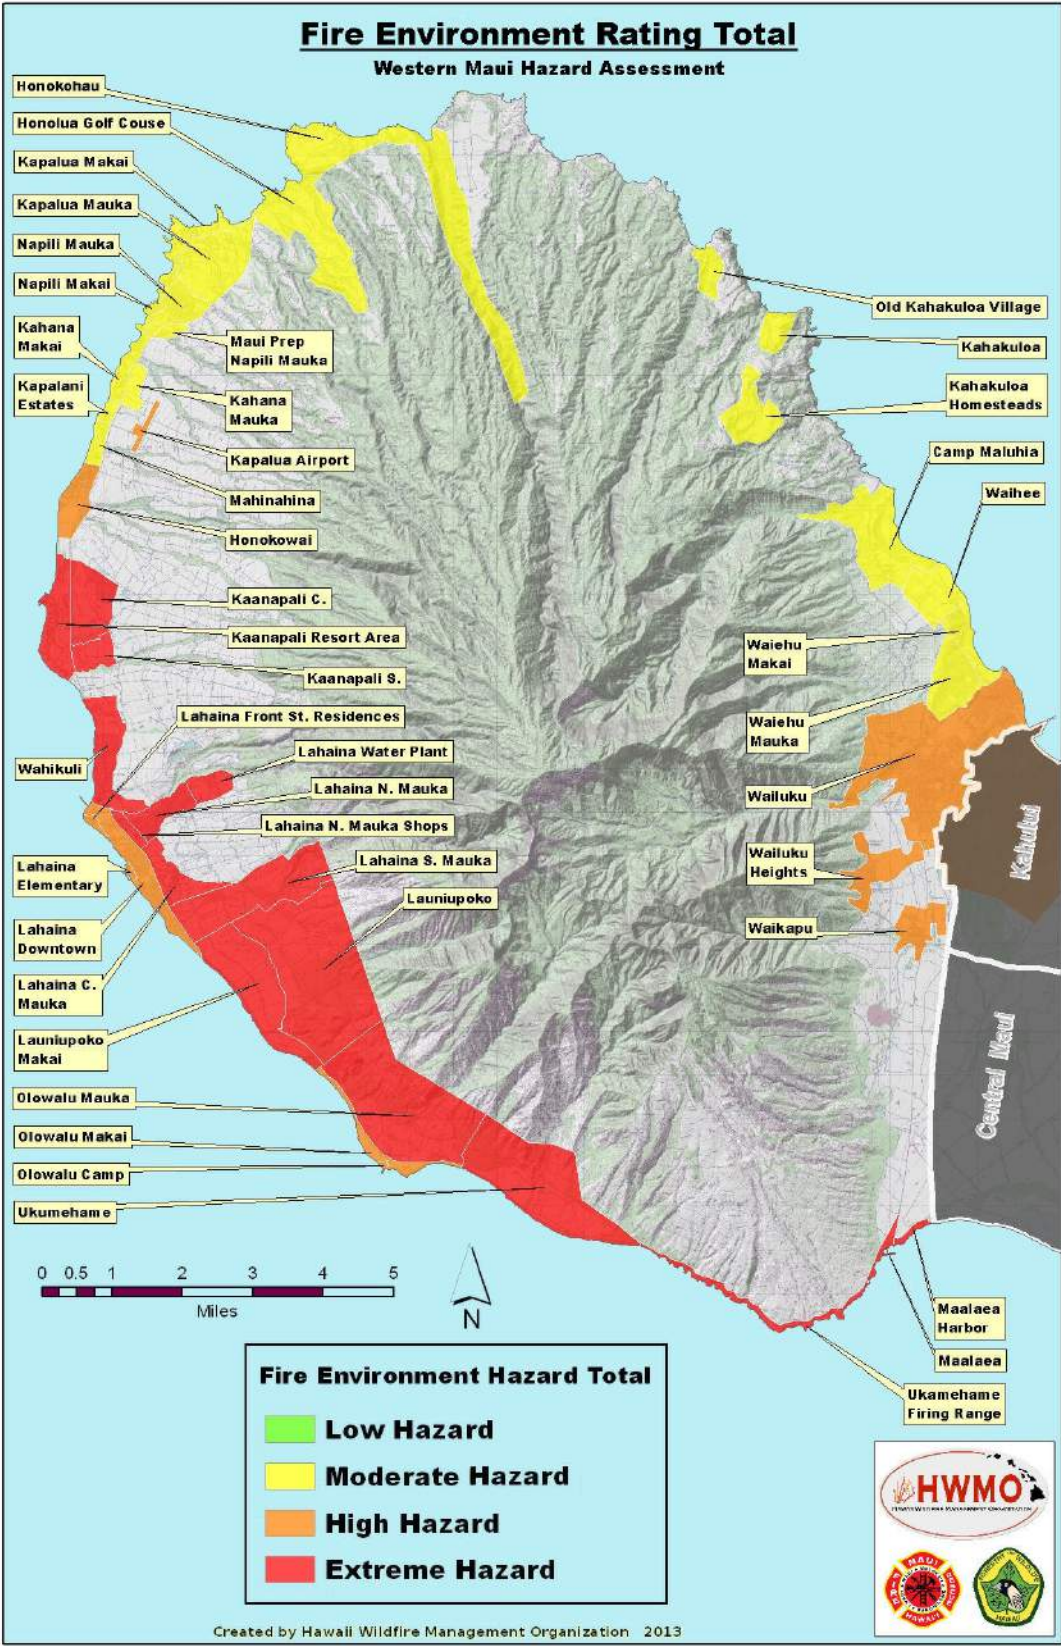 Fire Environment Rating Total
Western Maui Hazard Assessment
Honokohau
Honolua Golf Couse
Kapalua Makai
Kapalua Mauka
Napili Mauka
Napili Makai
Kahana
Makai
Kapalani
Estates
Maui Prep
Napili Mauka
Kahana
Mauka
Kapalua Airport
Mahinahina
Honokowai
Kaanapali C.
Kaanapali Resort Area
Kaanapali S.
Lahaina Front St. Residences
Lahaina Water Plant
Wahikuli
Lahaina N. Mauka
Lahaina N. Mauka Shops
Lahaina S. Mauka
Launiupoko
Lahaina
Elementary
Lahaina
Downtown
Lahaina C.
Mauka
Launiupoko
Makai
Olowalu Mauka
Olowalu Makai
Olowalu Camp
Ukumehame
Old Kahakuloa Village
Kahakuloa
Kahakuloa
Homesteads
Camp Maluhia
Waihee
Waiehu
Makai
Waiehu
Mauka
Wailuku
Wailuku
Heights
Waikapu
Kahului
Central Maui
Maalaea
Harbor
Maalaea
Ukamehame
Firing Range
0 0.5 1 2 3 4 5
Miles
N
Fire Environment Hazard Total
Low Hazard
Moderate Hazard
High Hazard
Extreme Hazard
HWMO
MAUI
FIRE
HAWAII
HAWAII
Created by Hawaii Wildfire Management Organization 2013